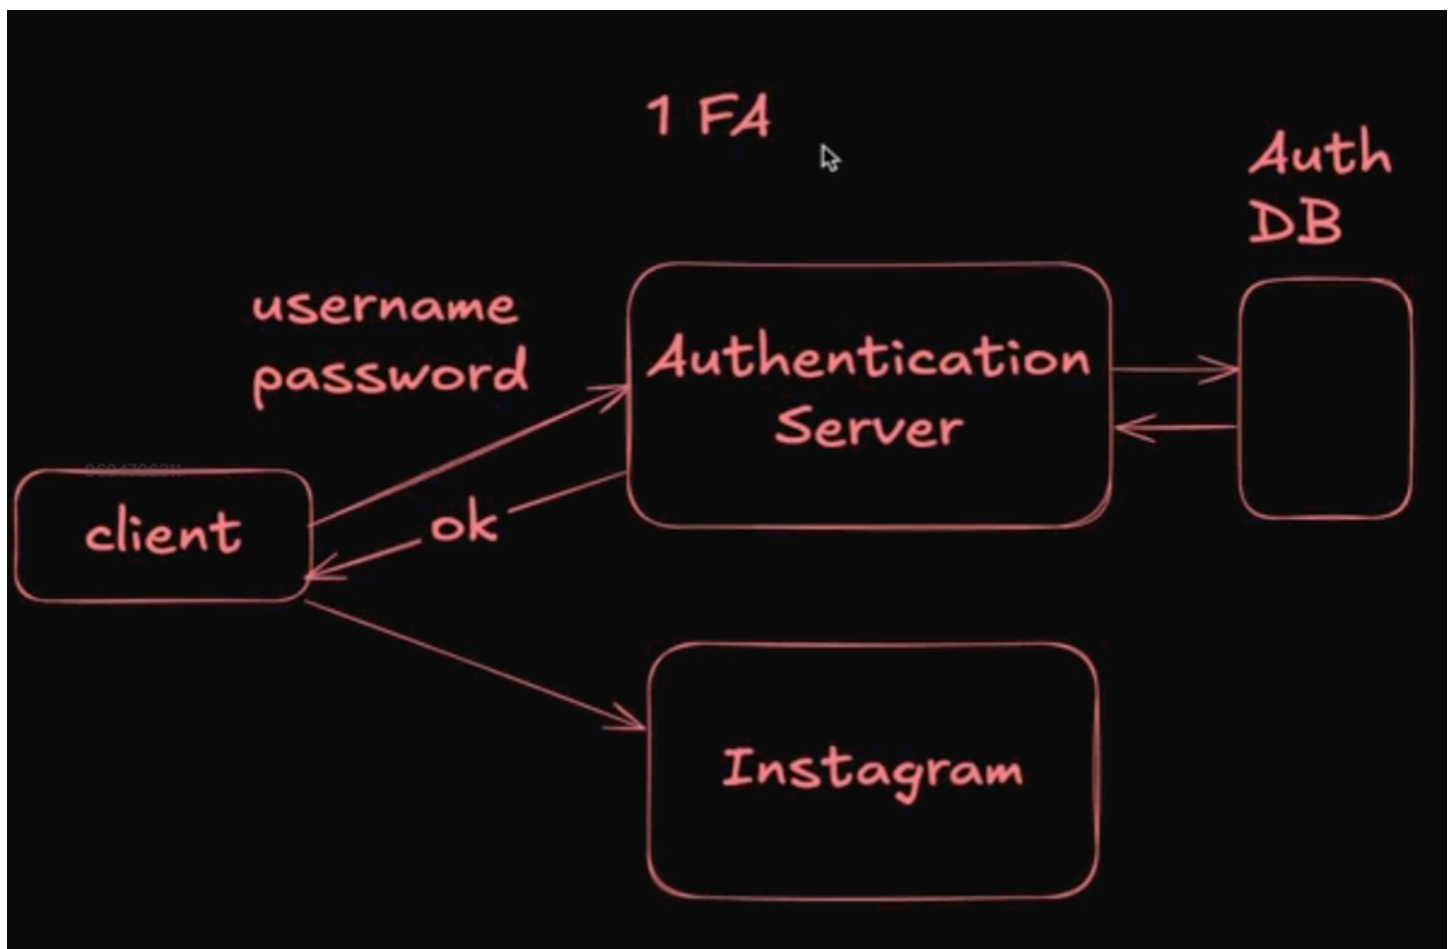 1 FA
Auth
DB
username
password
Authentication
Server
client
ok
Instagram